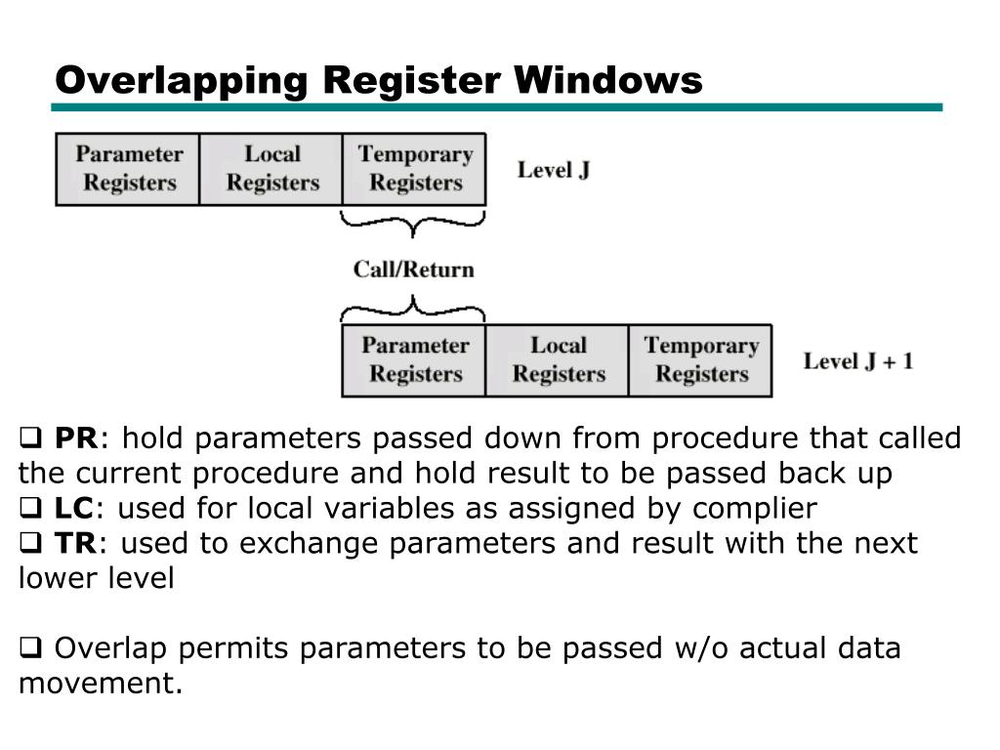 Overlapping Register Windows
Parameter Registers
Local Registers
Temporary Registers
Level J
Call/Return
Parameter Registers
Local Registers
Temporary Registers
Level J + 1
❑ PR: hold parameters passed down from procedure that called
the current procedure and hold result to be passed back up
❑ LC: used for local variables as assigned by complier
❑ TR: used to exchange parameters and result with the next
lower level
❑ Overlap permits parameters to be passed w/o actual data
movement.